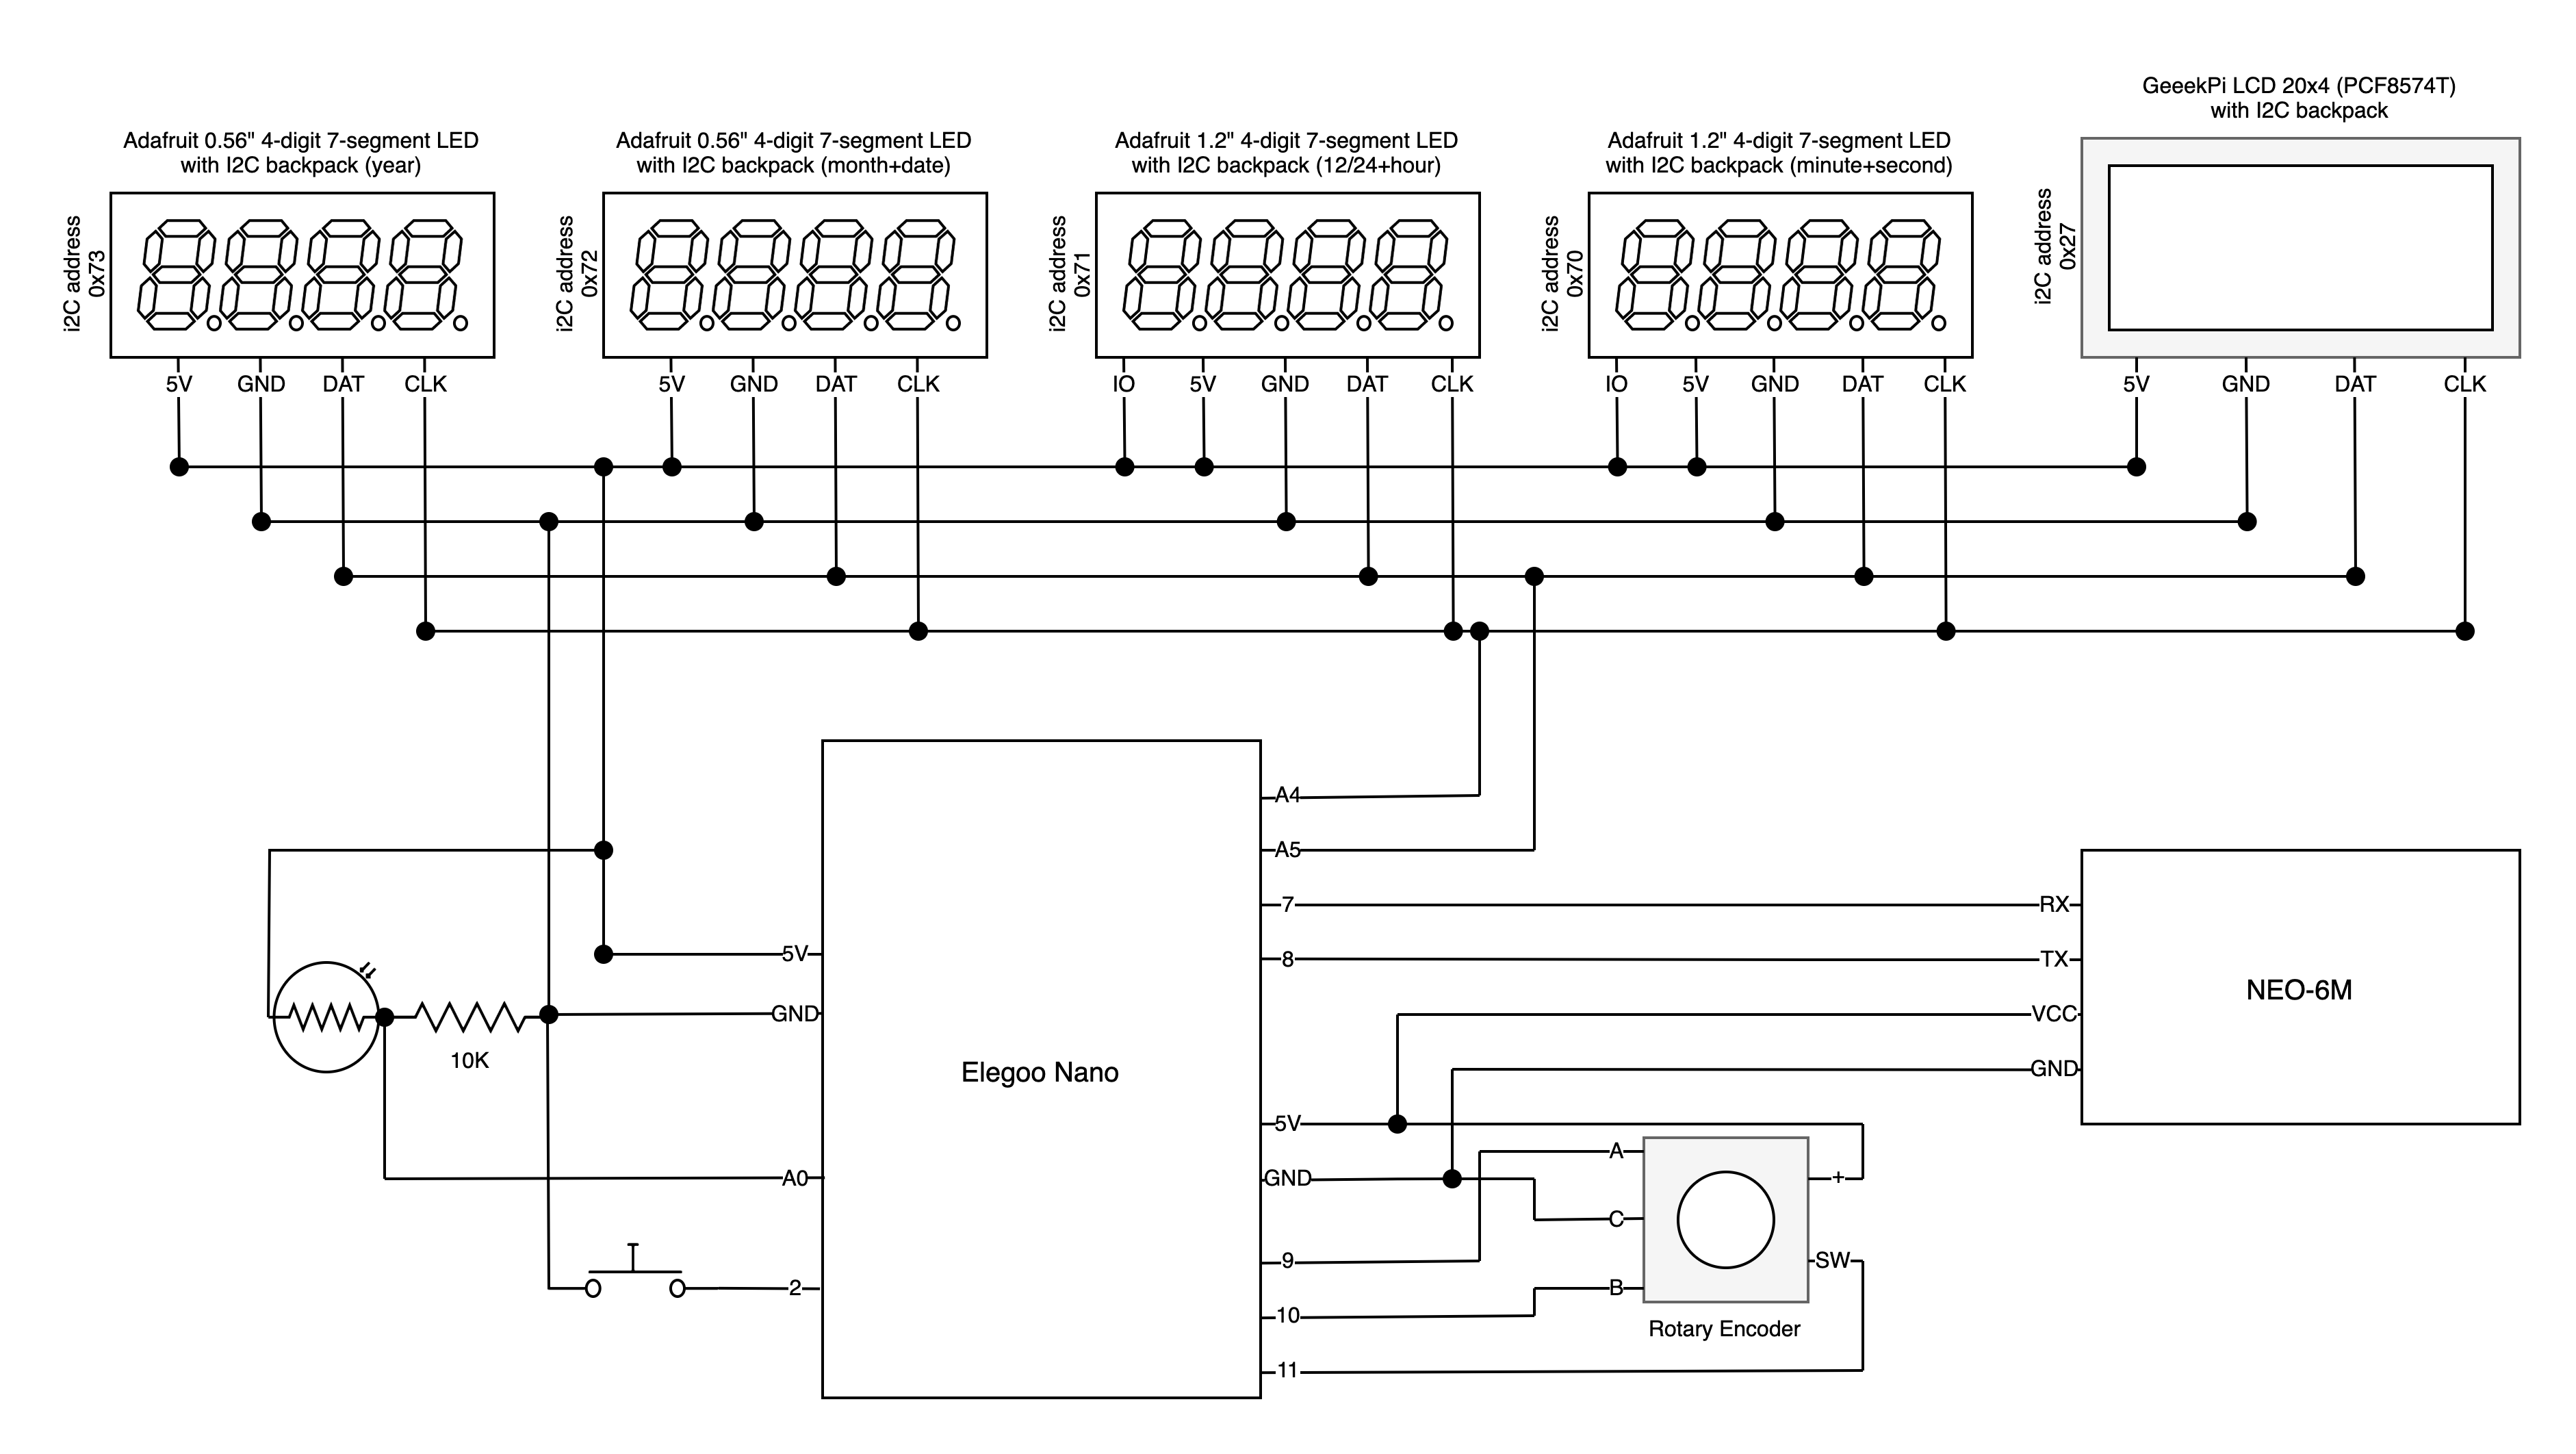 GeeekPi LCD 20x4 (PCF8574T)
with I2C backpack
Adafruit 0.56" 4-digit 7-segment LED
with I2C backpack (year)
Adafruit 0.56" 4-digit 7-segment LED
with I2C backpack (month+date)
Adafruit 1.2" 4-digit 7-segment LED
with I2C backpack (12/24+hour)
Adafruit 1.2" 4-digit 7-segment LED
with I2C backpack (minute+second)
i2C address
0x73
i2C address
0x72
i2C address
0x71
i2C address
0x70
i2C address
0x27
5V GND DAT CLK
5V GND DAT CLK
IO 5V GND DAT CLK
IO 5V GND DAT CLK
5V GND DAT CLK
A4
A5
7
8
5V
GND
A0
2
10K
Elegoo Nano
5V
GND
9
10
11
RX
TX
VCC
GND
NEO-6M
A
C
B
+
SW
Rotary Encoder